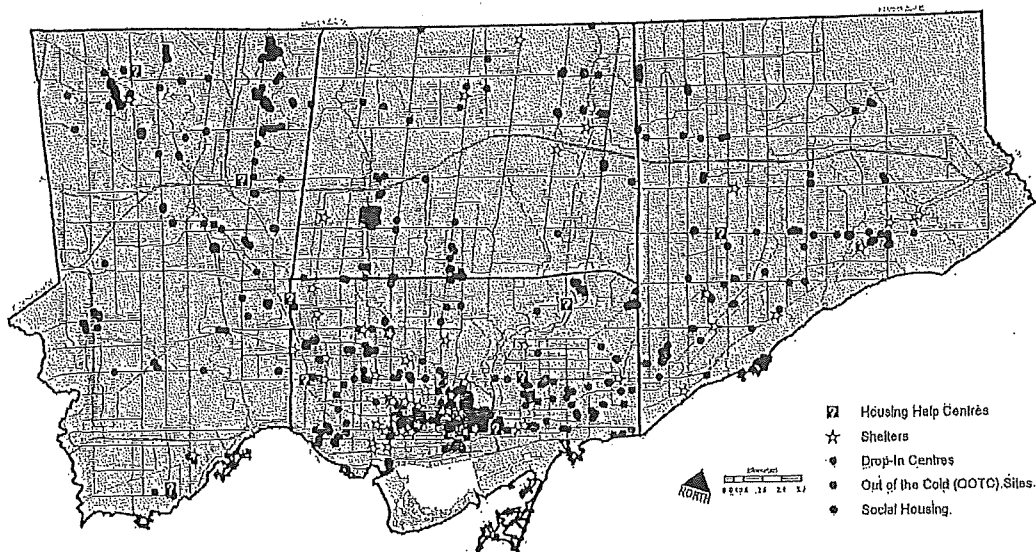 Housing Help Centres
Shelters
Drop-In Centres
Out of the Cold (OOTC) Sites.
Social Housing.
NORTH